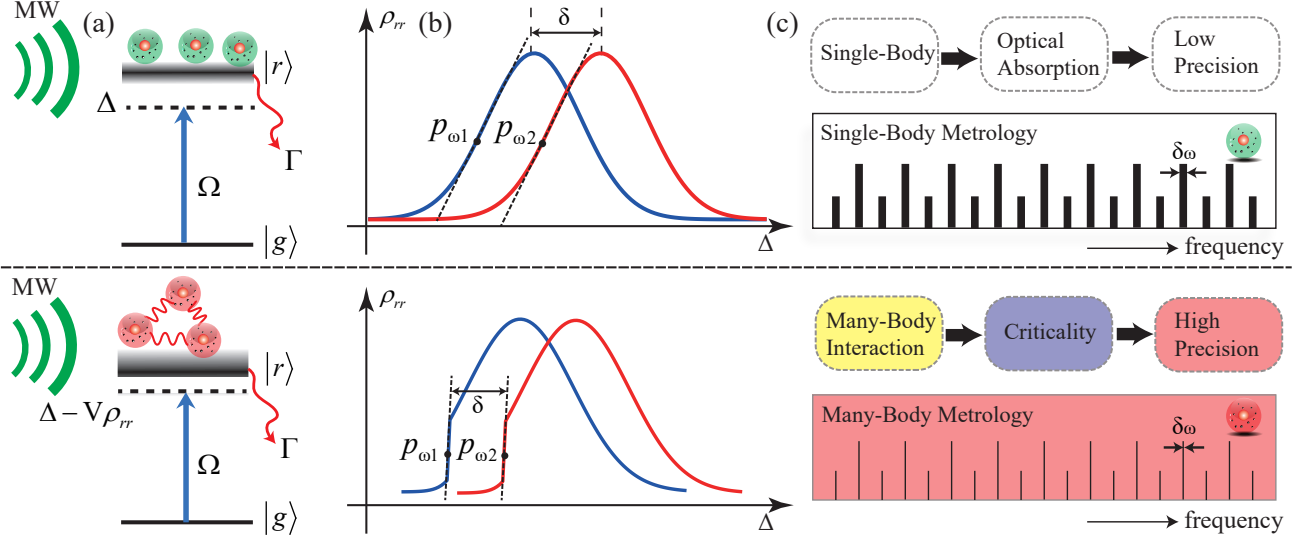 MW
(a)
|r⟩
Δ
Γ
Ω
|g⟩
ρrr
(b)
δ
pω1
pω2
Δ
(c)
Single-Body
Optical
Absorption
Low
Precision
Single-Body Metrology
δω
frequency
MW
|r⟩
Δ − Vρrr
Γ
Ω
|g⟩
ρrr
δ
pω1
pω2
Δ
Many-Body
Interaction
Criticality
High
Precision
Many-Body Metrology
δω
frequency